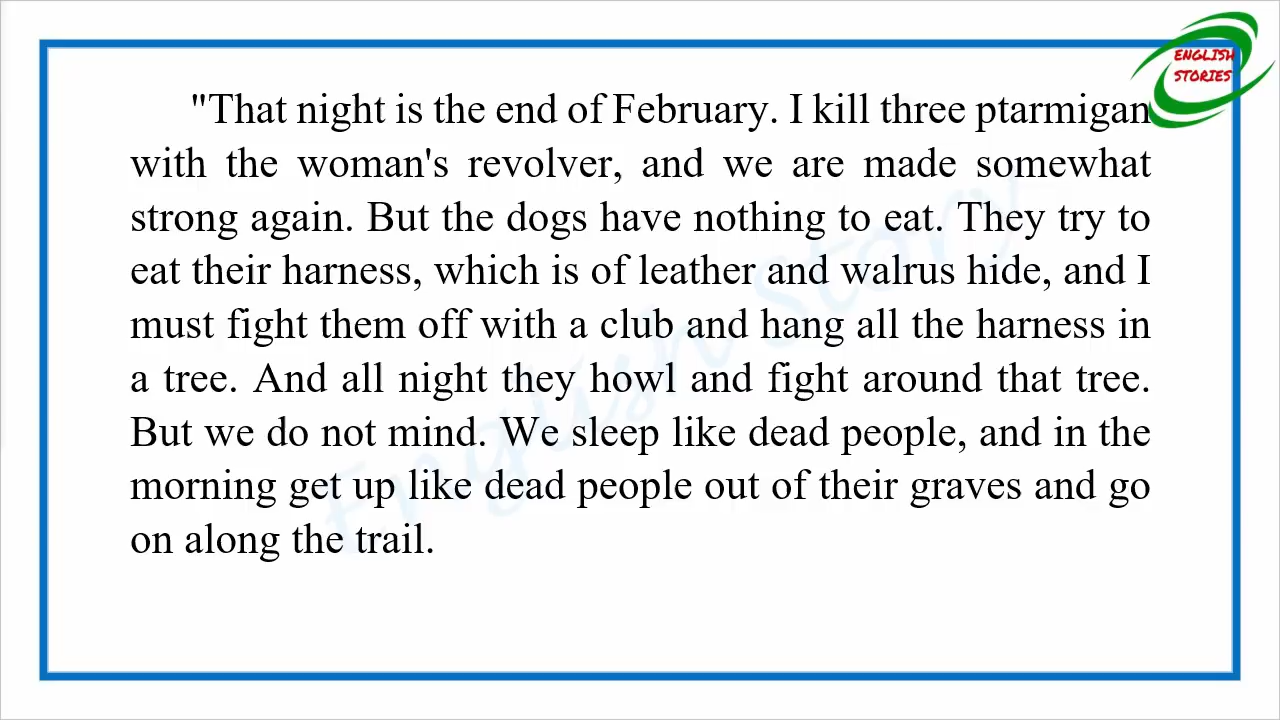 ENGLISH
STORIES
"That night is the end of February. I kill three ptarmigan
with the woman's revolver, and we are made somewhat
strong again. But the dogs have nothing to eat. They try to
eat their harness, which is of leather and walrus hide, and I
must fight them off with a club and hang all the harness in
a tree. And all night they howl and fight around that tree.
But we do not mind. We sleep like dead people, and in the
morning get up like dead people out of their graves and go
on along the trail.
English Story